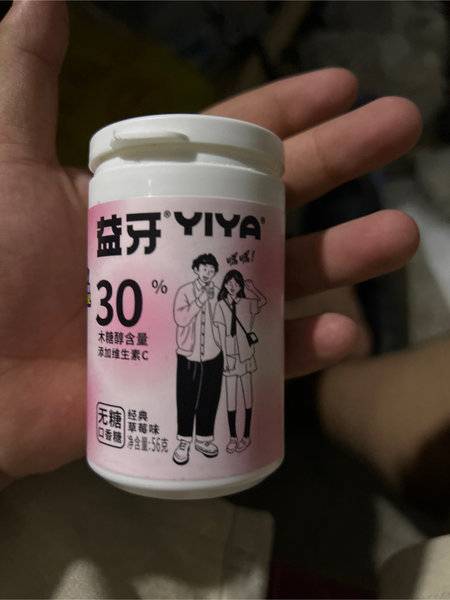 益牙® YIYA®
嘿嘿!
30%
木糖醇含量
添加维生素C
无糖
口香糖
经典
草莓味
净含量:56克